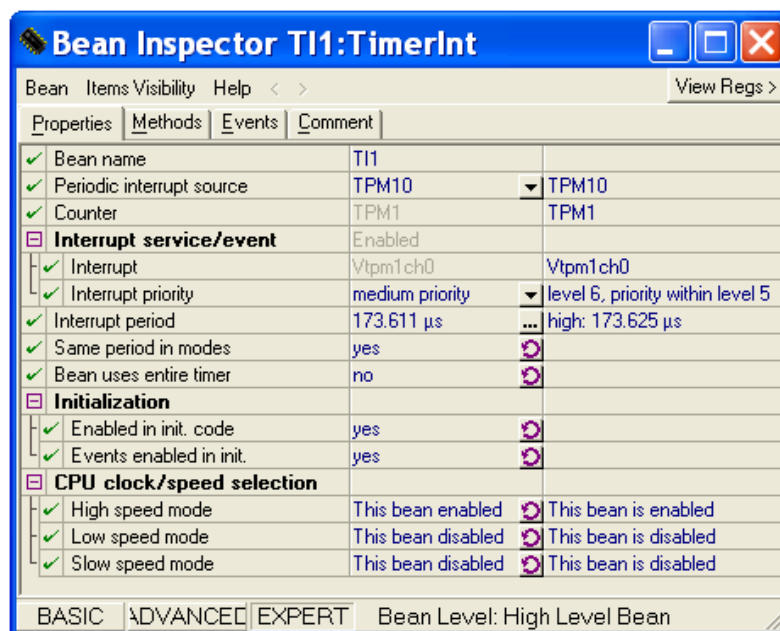 Bean Inspector TI1:TimerInt
Bean Items Visibility Help < > View Regs >
Properties Methods Events Comment
Bean name TI1
Periodic interrupt source TPM10 TPM10
Counter TPM1 TPM1
Interrupt service/event Enabled
Interrupt Vtpm1ch0 Vtpm1ch0
Interrupt priority medium priority level 6, priority within level 5
Interrupt period 173.611 µs ... high: 173.625 µs
Same period in modes yes
Bean uses entire timer no
Initialization
Enabled in init. code yes
Events enabled in init. yes
CPU clock/speed selection
High speed mode This bean enabled This bean is enabled
Low speed mode This bean disabled This bean is disabled
Slow speed mode This bean disabled This bean is disabled
BASIC ADVANCED EXPERT Bean Level: High Level Bean